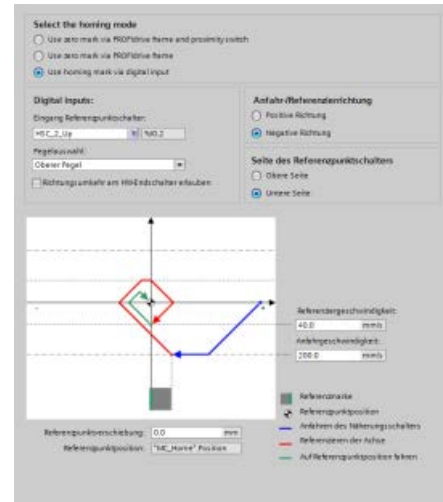 Select the homing mode
Use zero mark via PROFIdrive frame and proximity switch
Use zero mark via PROFIdrive frame
Use homing mark via digital input
Digital inputs:
Eingang Referenzpunktschalter:
HSC_2_Up
%I0.2
Pegelauswahl:
Oberer Pegel
Richtungsumkehr am HW-Endschalter erlauben
Anfahr-/Referenzierrichtung
Positive Richtung
Negative Richtung
Seite des Referenzpunktschalters
Obere Seite
Untere Seite
-
+
Referenziergeschwindigkeit:
40.0 mm/s
Anfahrgeschwindigkeit:
200.0 mm/s
Referenzmarke
Referenzpunktposition
Anfahren des Näherungsschalters
Referenzieren der Achse
Auf Referenzpunktposition fahren
Referenzpunktverschiebung: 0.0 mm
Referenzpunktposition: "MC_Home" Position